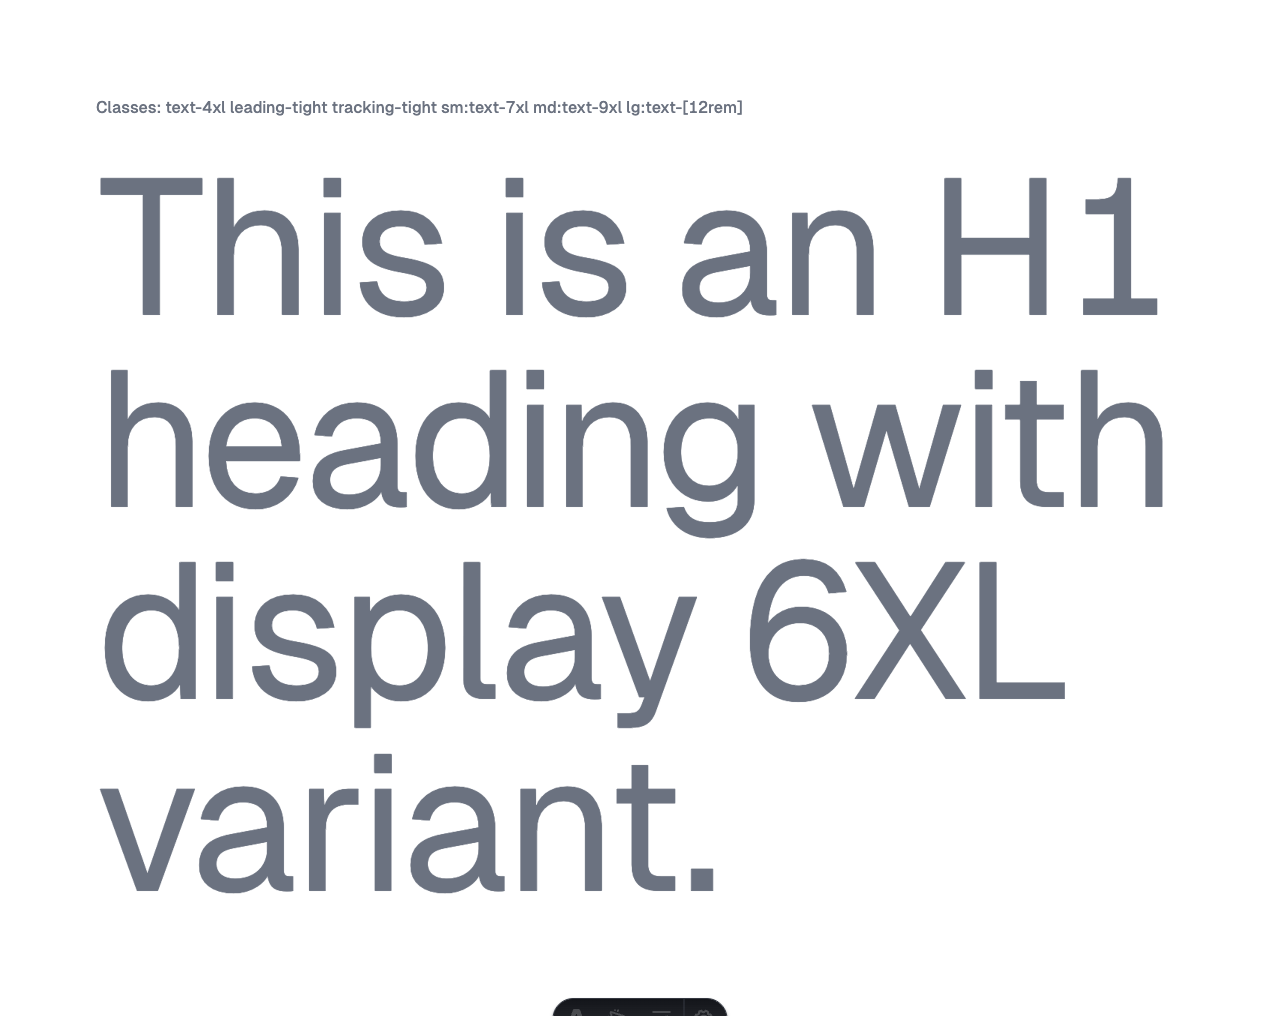 Classes: text-4xl leading-tight tracking-tight sm:text-7xl md:text-9xl lg:text-[12rem]
This is an H1
heading with
display 6XL
variant.